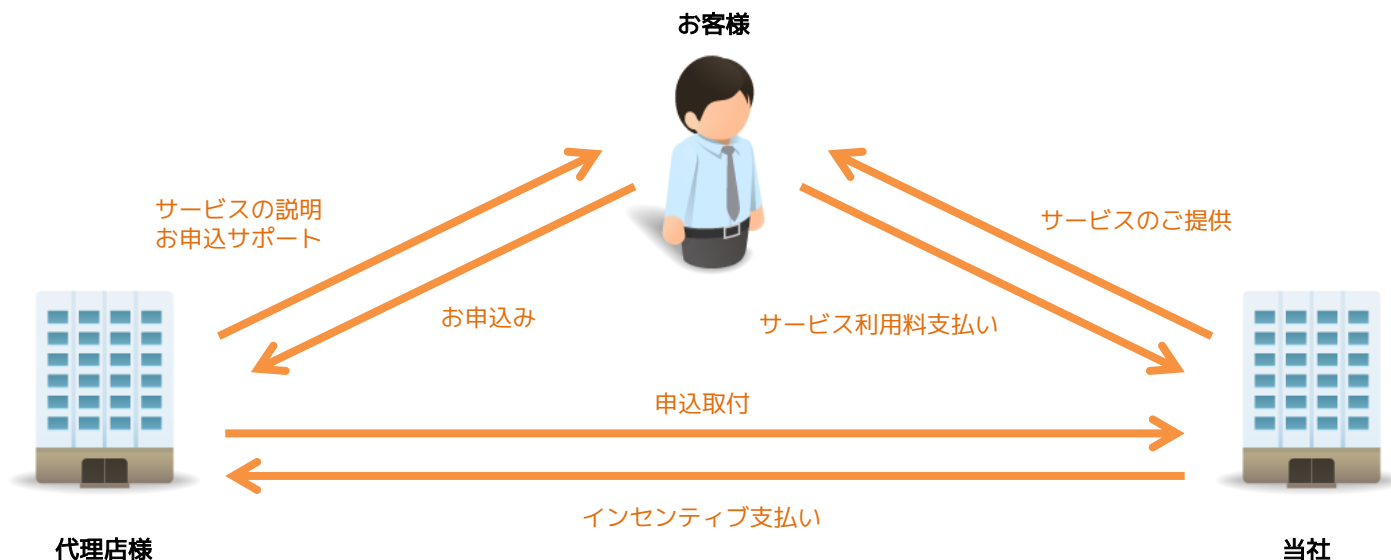 お客様
サービスの説明
お申込サポート
サービスのご提供
お申込み
サービス利用料支払い
申込取付
インセンティブ支払い
代理店様
当社